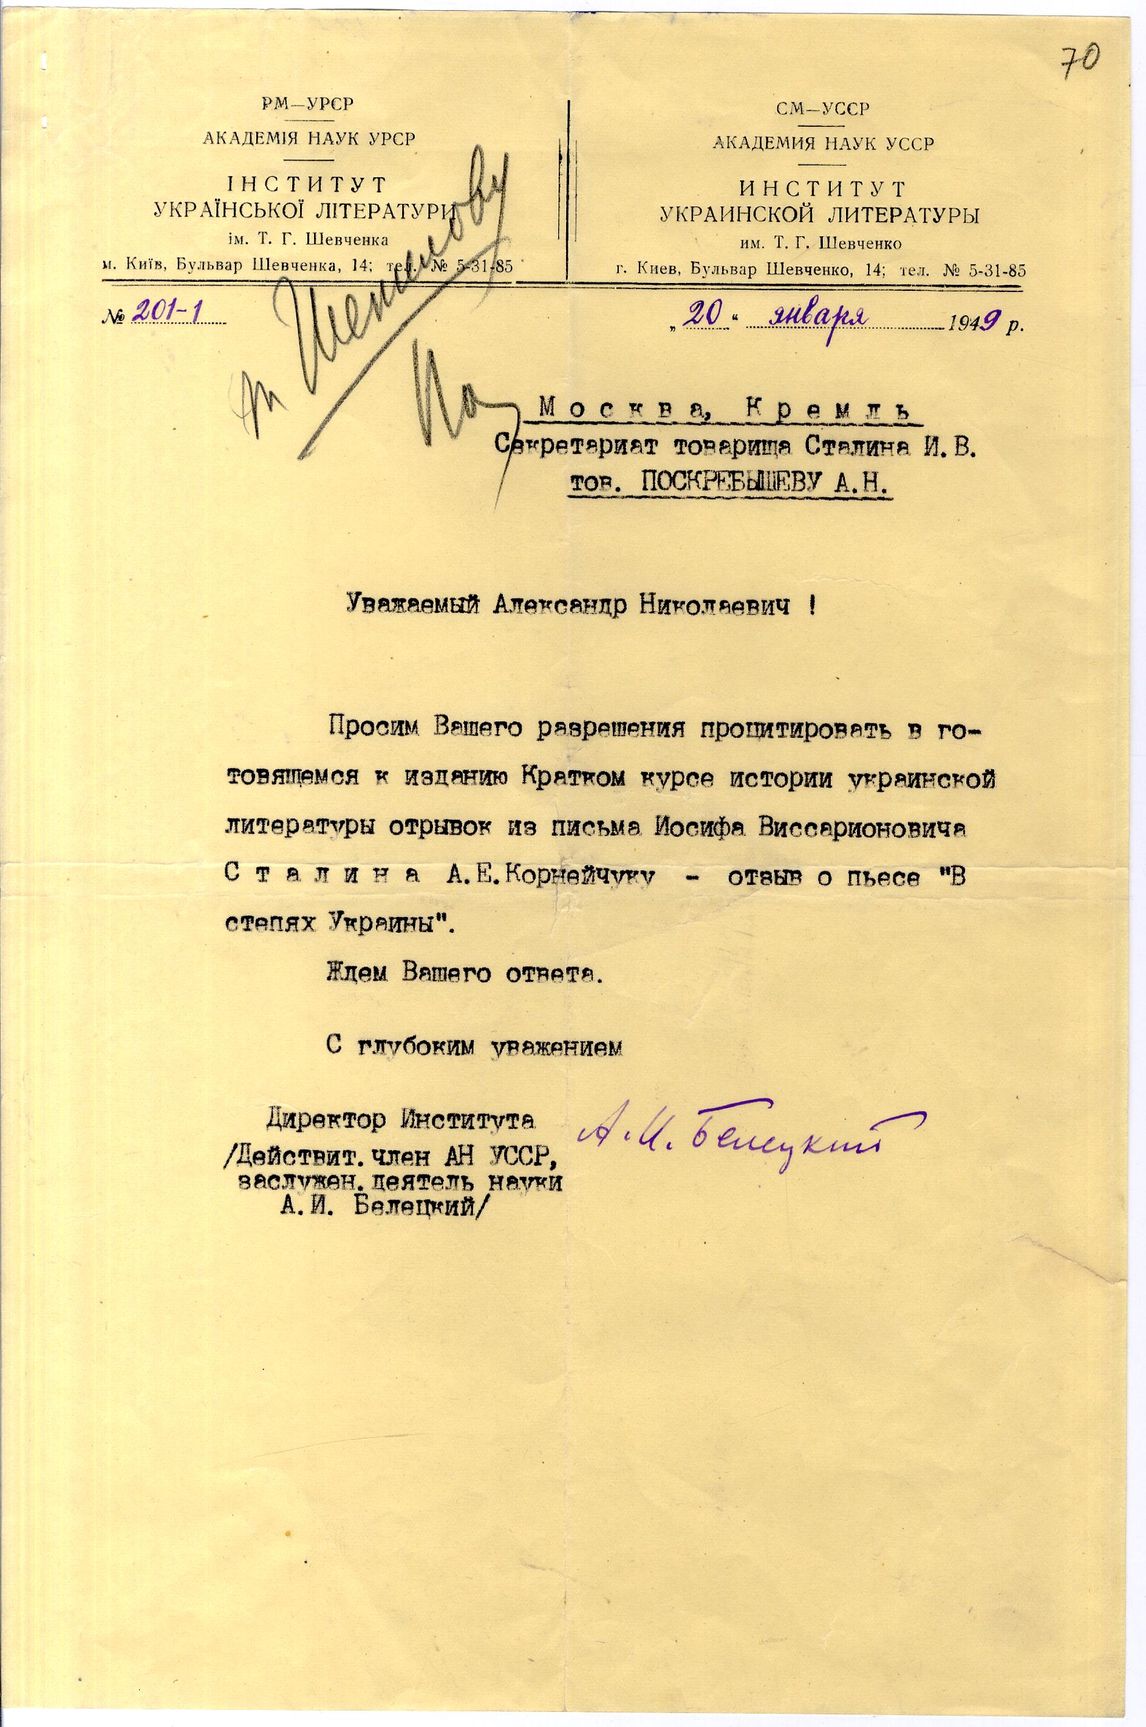 70
РМ—УРСР
АКАДЕМІЯ НАУК УРСР
ІНСТИТУТ
УКРАЇНСЬКОЇ ЛІТЕРАТУРИ
ім. Т. Г. Шевченка
м. Київ, Бульвар Шевченка, 14; тел. № 5-31-85
№ 201-1
СМ—УССР
АКАДЕМИЯ НАУК УССР
ИНСТИТУТ
УКРАИНСКОЙ ЛИТЕРАТУРЫ
им. Т. Г. Шевченко
г. Киев, Бульвар Шевченко, 14; тел. № 5-31-85
„20“ января 1949 р.
Москва, Кремль
Секретариат товарища Сталина И.В.
тов. ПОСКРЕБЫШЕВУ А.Н.
Уважаемый Александр Николаевич !
Просим Вашего разрешения процитировать в го-
товящемся к изданию Кратком курсе истории украинской
литературы отрывок из письма Иосифа Виссарионовича
Сталина А.Е.Корнейчуку - отзыв о пьесе "В
степях Украины".
Ждем Вашего ответа.
С глубоким уважением
Директор Института
/Действит.член АН УССР,
заслужен.деятель науки
А.И. Белецкий/
А.И. Белецкий